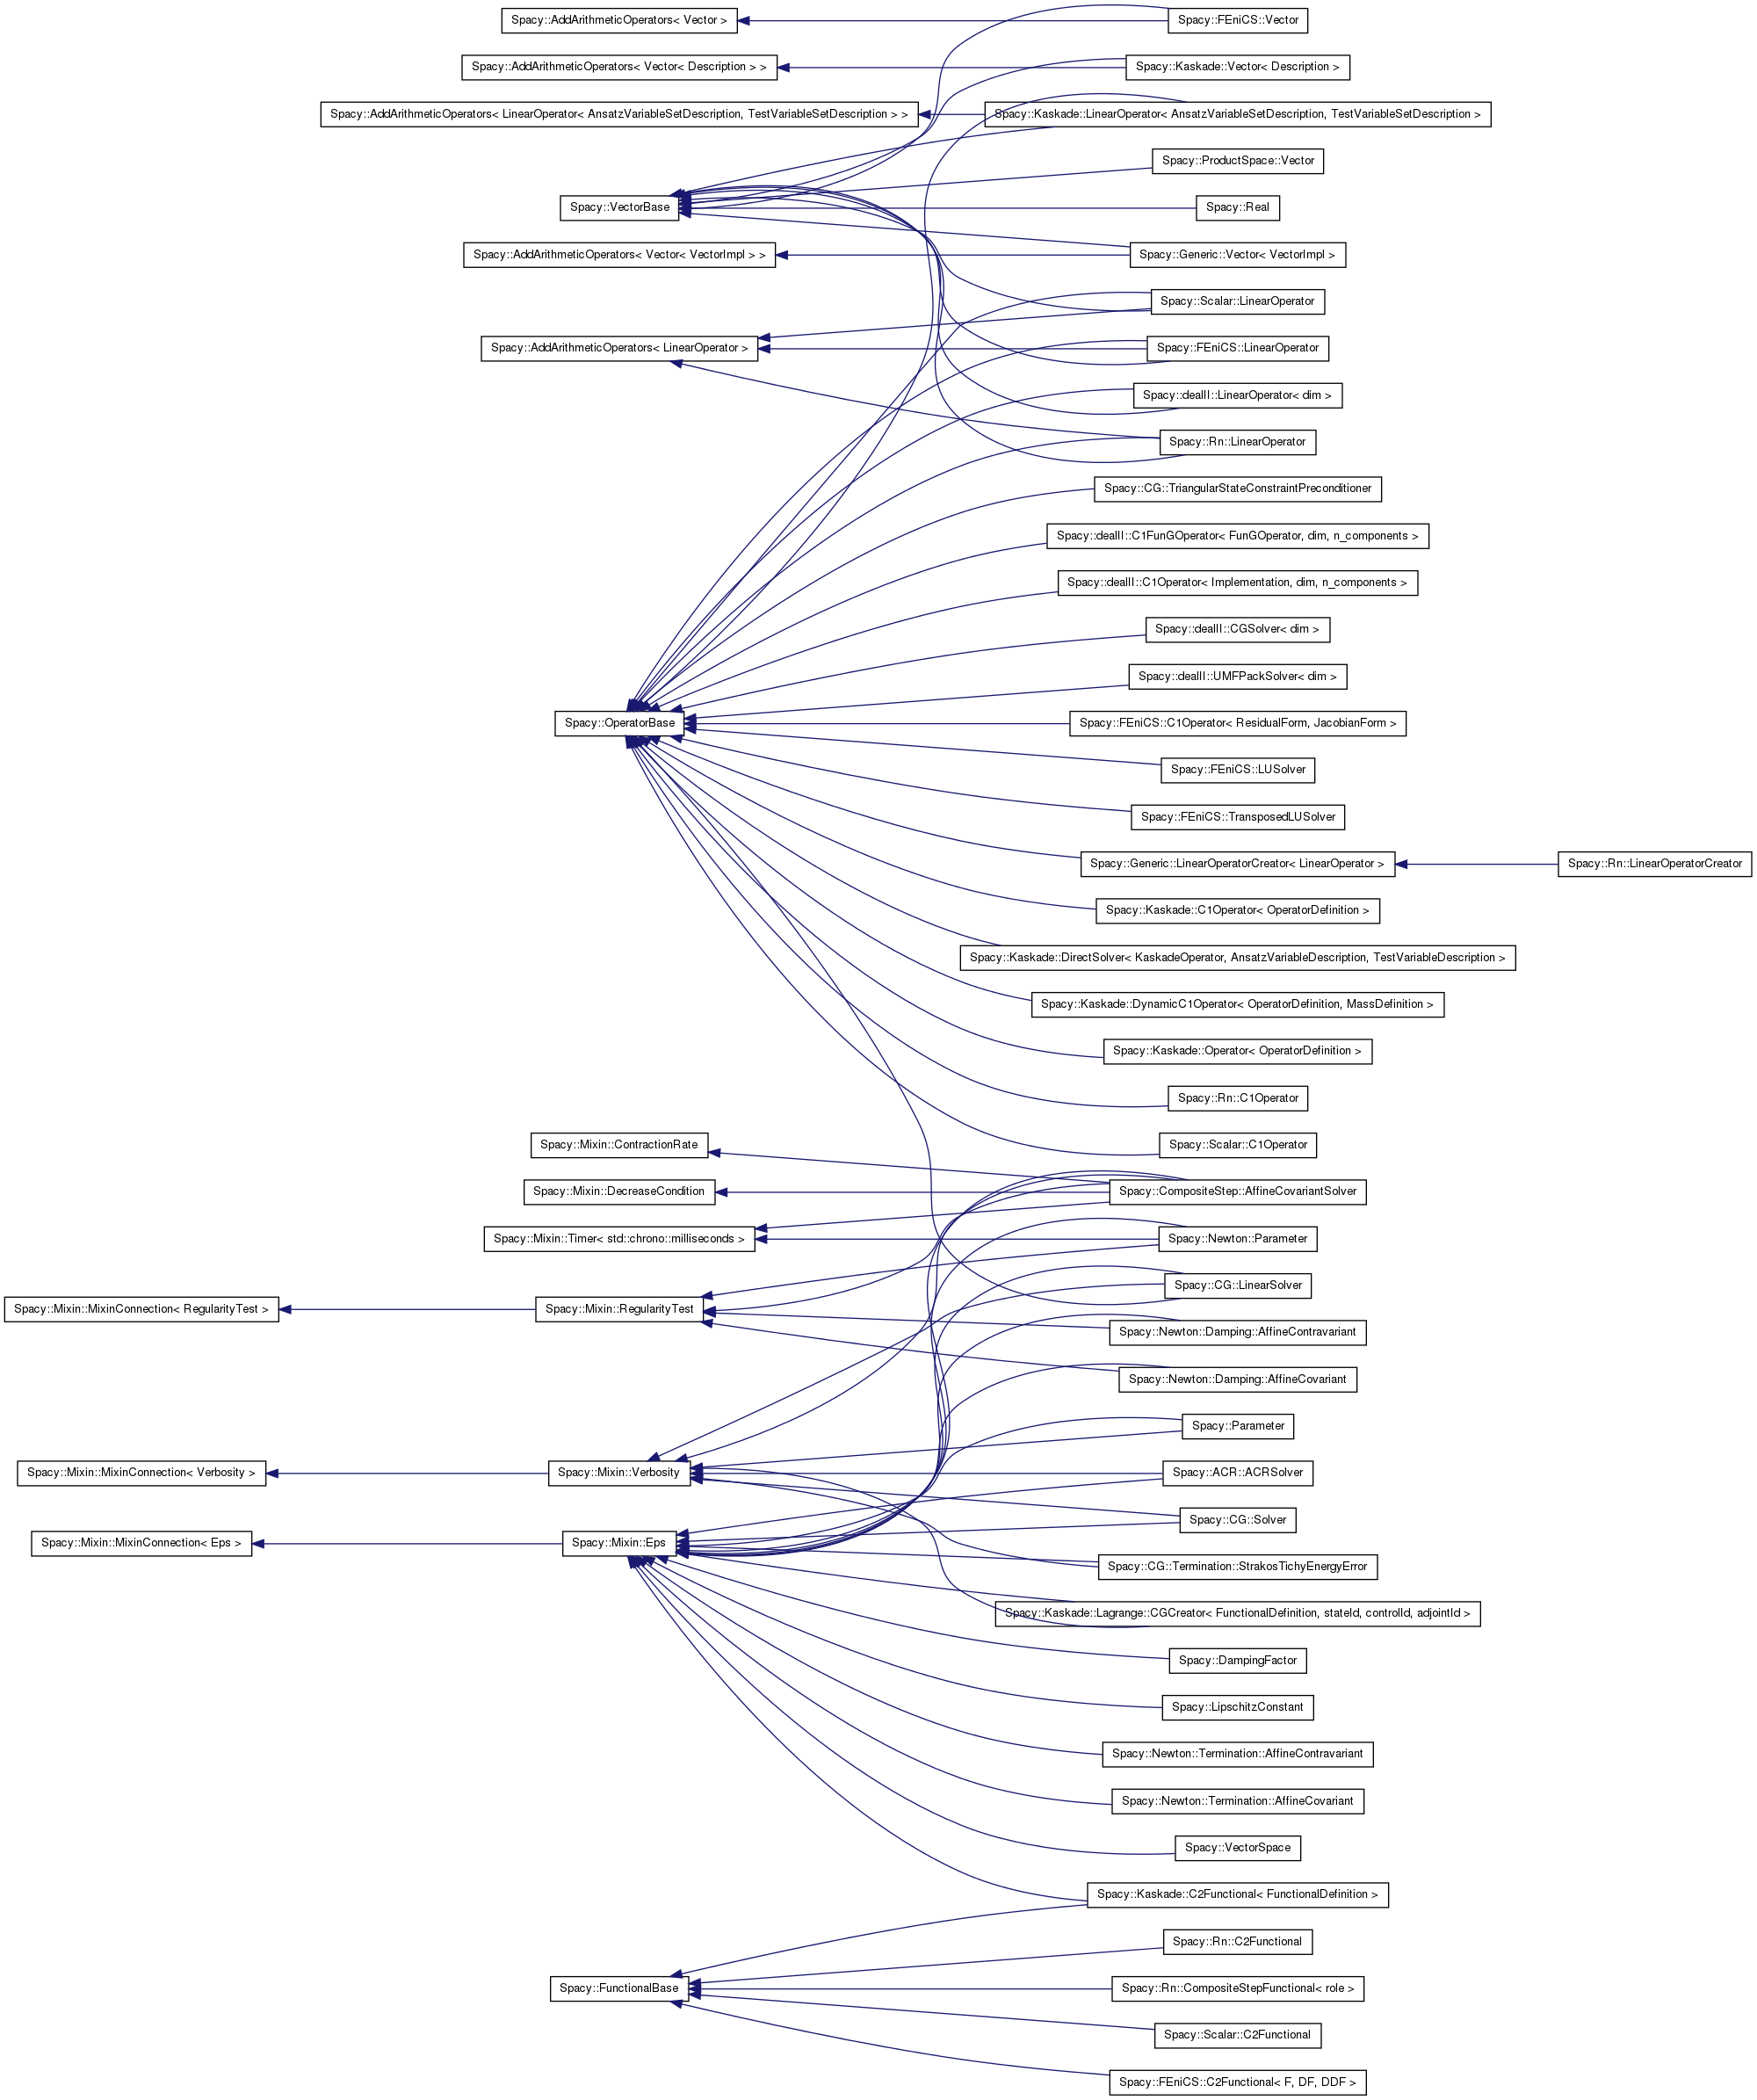 Spacy::AddArithmeticOperators< Vector >
Spacy::FEniCS::Vector
Spacy::AddArithmeticOperators< Vector< Description > >
Spacy::Kaskade::Vector< Description >
Spacy::AddArithmeticOperators< LinearOperator< AnsatzVariableSetDescription, TestVariableSetDescription > >
Spacy::Kaskade::LinearOperator< AnsatzVariableSetDescription, TestVariableSetDescription >
Spacy::ProductSpace::Vector
Spacy::VectorBase
Spacy::Real
Spacy::AddArithmeticOperators< Vector< VectorImpl > >
Spacy::Generic::Vector< VectorImpl >
Spacy::Scalar::LinearOperator
Spacy::AddArithmeticOperators< LinearOperator >
Spacy::FEniCS::LinearOperator
Spacy::dealII::LinearOperator< dim >
Spacy::Rn::LinearOperator
Spacy::CG::TriangularStateConstraintPreconditioner
Spacy::dealII::C1FunGOperator< FunGOperator, dim, n_components >
Spacy::dealII::C1Operator< Implementation, dim, n_components >
Spacy::dealII::CGSolver< dim >
Spacy::dealII::UMFPackSolver< dim >
Spacy::OperatorBase
Spacy::FEniCS::C1Operator< ResidualForm, JacobianForm >
Spacy::FEniCS::LUSolver
Spacy::FEniCS::TransposedLUSolver
Spacy::Generic::LinearOperatorCreator< LinearOperator >
Spacy::Rn::LinearOperatorCreator
Spacy::Kaskade::C1Operator< OperatorDefinition >
Spacy::Kaskade::DirectSolver< KaskadeOperator, AnsatzVariableDescription, TestVariableDescription >
Spacy::Kaskade::DynamicC1Operator< OperatorDefinition, MassDefinition >
Spacy::Kaskade::Operator< OperatorDefinition >
Spacy::Rn::C1Operator
Spacy::Mixin::ContractionRate
Spacy::Scalar::C1Operator
Spacy::Mixin::DecreaseCondition
Spacy::CompositeStep::AffineCovariantSolver
Spacy::Mixin::Timer< std::chrono::milliseconds >
Spacy::Newton::Parameter
Spacy::CG::LinearSolver
Spacy::Mixin::MixinConnection< RegularityTest >
Spacy::Mixin::RegularityTest
Spacy::Newton::Damping::AffineContravariant
Spacy::Newton::Damping::AffineCovariant
Spacy::Parameter
Spacy::Mixin::MixinConnection< Verbosity >
Spacy::Mixin::Verbosity
Spacy::ACR::ACRSolver
Spacy::CG::Solver
Spacy::Mixin::MixinConnection< Eps >
Spacy::Mixin::Eps
Spacy::CG::Termination::StrakosTichyEnergyError
Spacy::Kaskade::Lagrange::CGCreator< FunctionalDefinition, stateId, controlId, adjointId >
Spacy::DampingFactor
Spacy::LipschitzConstant
Spacy::Newton::Termination::AffineContravariant
Spacy::Newton::Termination::AffineCovariant
Spacy::VectorSpace
Spacy::Kaskade::C2Functional< FunctionalDefinition >
Spacy::Rn::C2Functional
Spacy::FunctionalBase
Spacy::Rn::CompositeStepFunctional< role >
Spacy::Scalar::C2Functional
Spacy::FEniCS::C2Functional< F, DF, DDF >